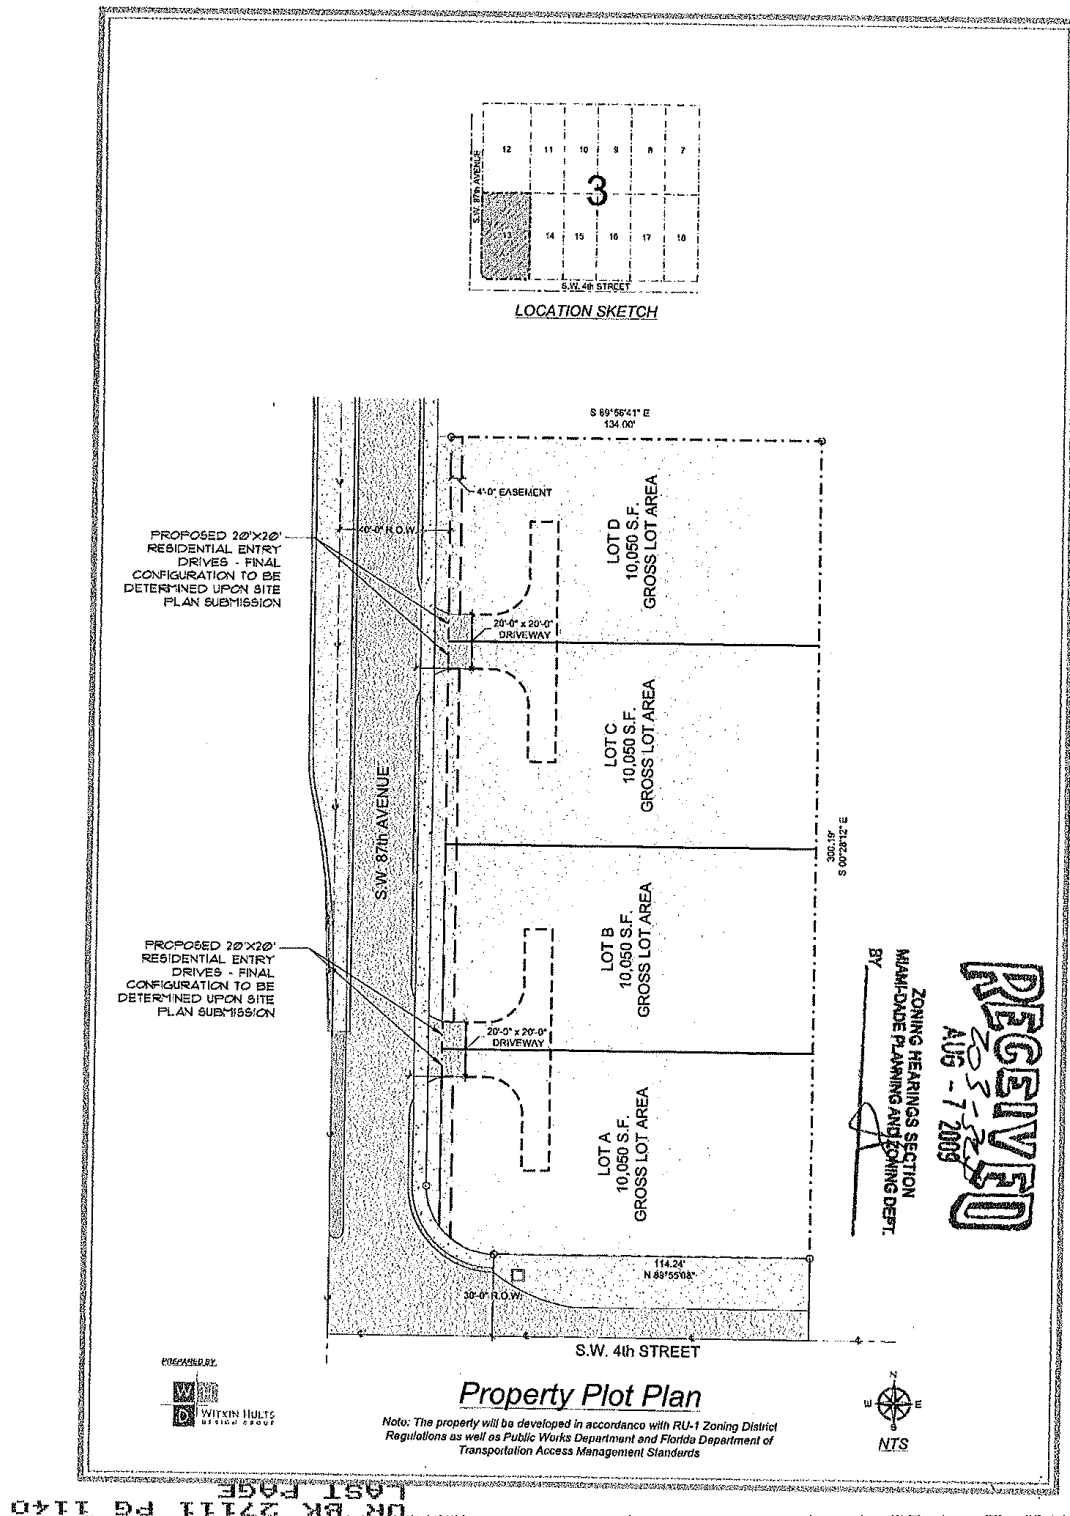 12 11 10 9 8 7
3
S.W. 87th AVENUE
13 14 15 16 17 18
S.W. 4th STREET
LOCATION SKETCH
S 89°56'41" E
134.00'
4'-0" EASEMENT
R.O.W.
PROPOSED 20'X20'
RESIDENTIAL ENTRY
DRIVES - FINAL
CONFIGURATION TO BE
DETERMINED UPON SITE
PLAN SUBMISSION
LOT D
10,050 S.F.
GROSS LOT AREA
20'-0" x 20'-0"
DRIVEWAY
LOT C
10,050 S.F.
GROSS LOT AREA
S.W. 87th AVENUE
300.19'
S 00°28'12" E
PROPOSED 20'X20'
RESIDENTIAL ENTRY
DRIVES - FINAL
CONFIGURATION TO BE
DETERMINED UPON SITE
PLAN SUBMISSION
LOT B
10,050 S.F.
GROSS LOT AREA
20'-0" x 20'-0"
DRIVEWAY
LOT A
10,050 S.F.
GROSS LOT AREA
RECEIVED
AUG - 7 2009
ZONING HEARINGS SECTION
MIAMI-DADE PLANNING AND ZONING DEPT.
BY
114.24'
N 89°55'08"
30'-0" R.O.W.
S.W. 4th STREET
PREPARED BY:
W H
D
WITKIN HULTS
DESIGN GROUP
Property Plot Plan
Note: The property will be developed in accordance with RU-1 Zoning District
Regulations as well as Public Works Department and Florida Department of
Transportation Access Management Standards
N
W E
S
NTS
OR BK 27111 PG 1140
LAST PAGE